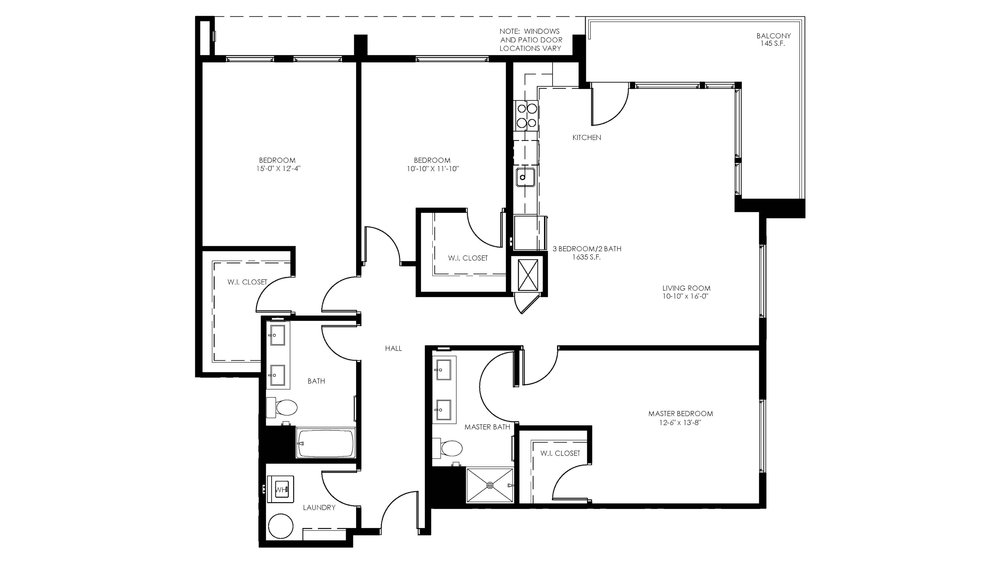 NOTE: WINDOWS
AND PATIO DOOR
LOCATIONS VARY
BALCONY
145 S.F.
KITCHEN
BEDROOM
15'-0" X 12'-4"
BEDROOM
10'-10" X 11'-10"
3 BEDROOM/2 BATH
1635 S.F.
W.I. CLOSET
W.I. CLOSET
LIVING ROOM
10-10" x 16'-0"
HALL
BATH
MASTER BEDROOM
12-6" x 13'-8"
MASTER BATH
W.I. CLOSET
WH
LAUNDRY